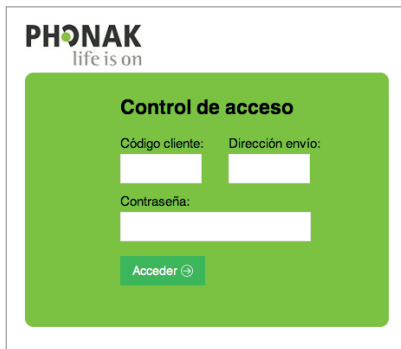 PHONAK
life is on
Control de acceso
Código cliente: Dirección envío:
Contraseña:
Acceder